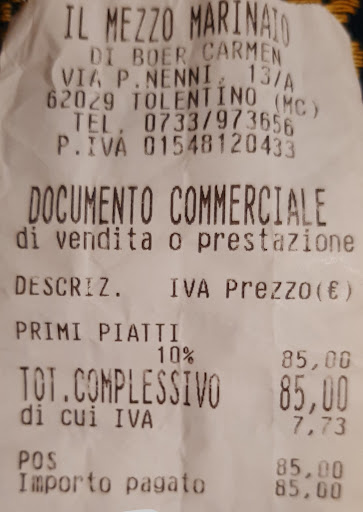 IL MEZZO MARINAIO
DI BOER CARMEN
VIA P.NENNI, 13/A
62029 TOLENTINO (MC)
TEL. 0733/973656
P.IVA 01548120433
DOCUMENTO COMMERCIALE
di vendita o prestazione
DESCRIZ. IVA Prezzo(€)
PRIMI PIATTI
10% 85,00
TOT.COMPLESSIVO 85,00
di cui IVA 7,73
POS 85,00
Importo pagato 85,00